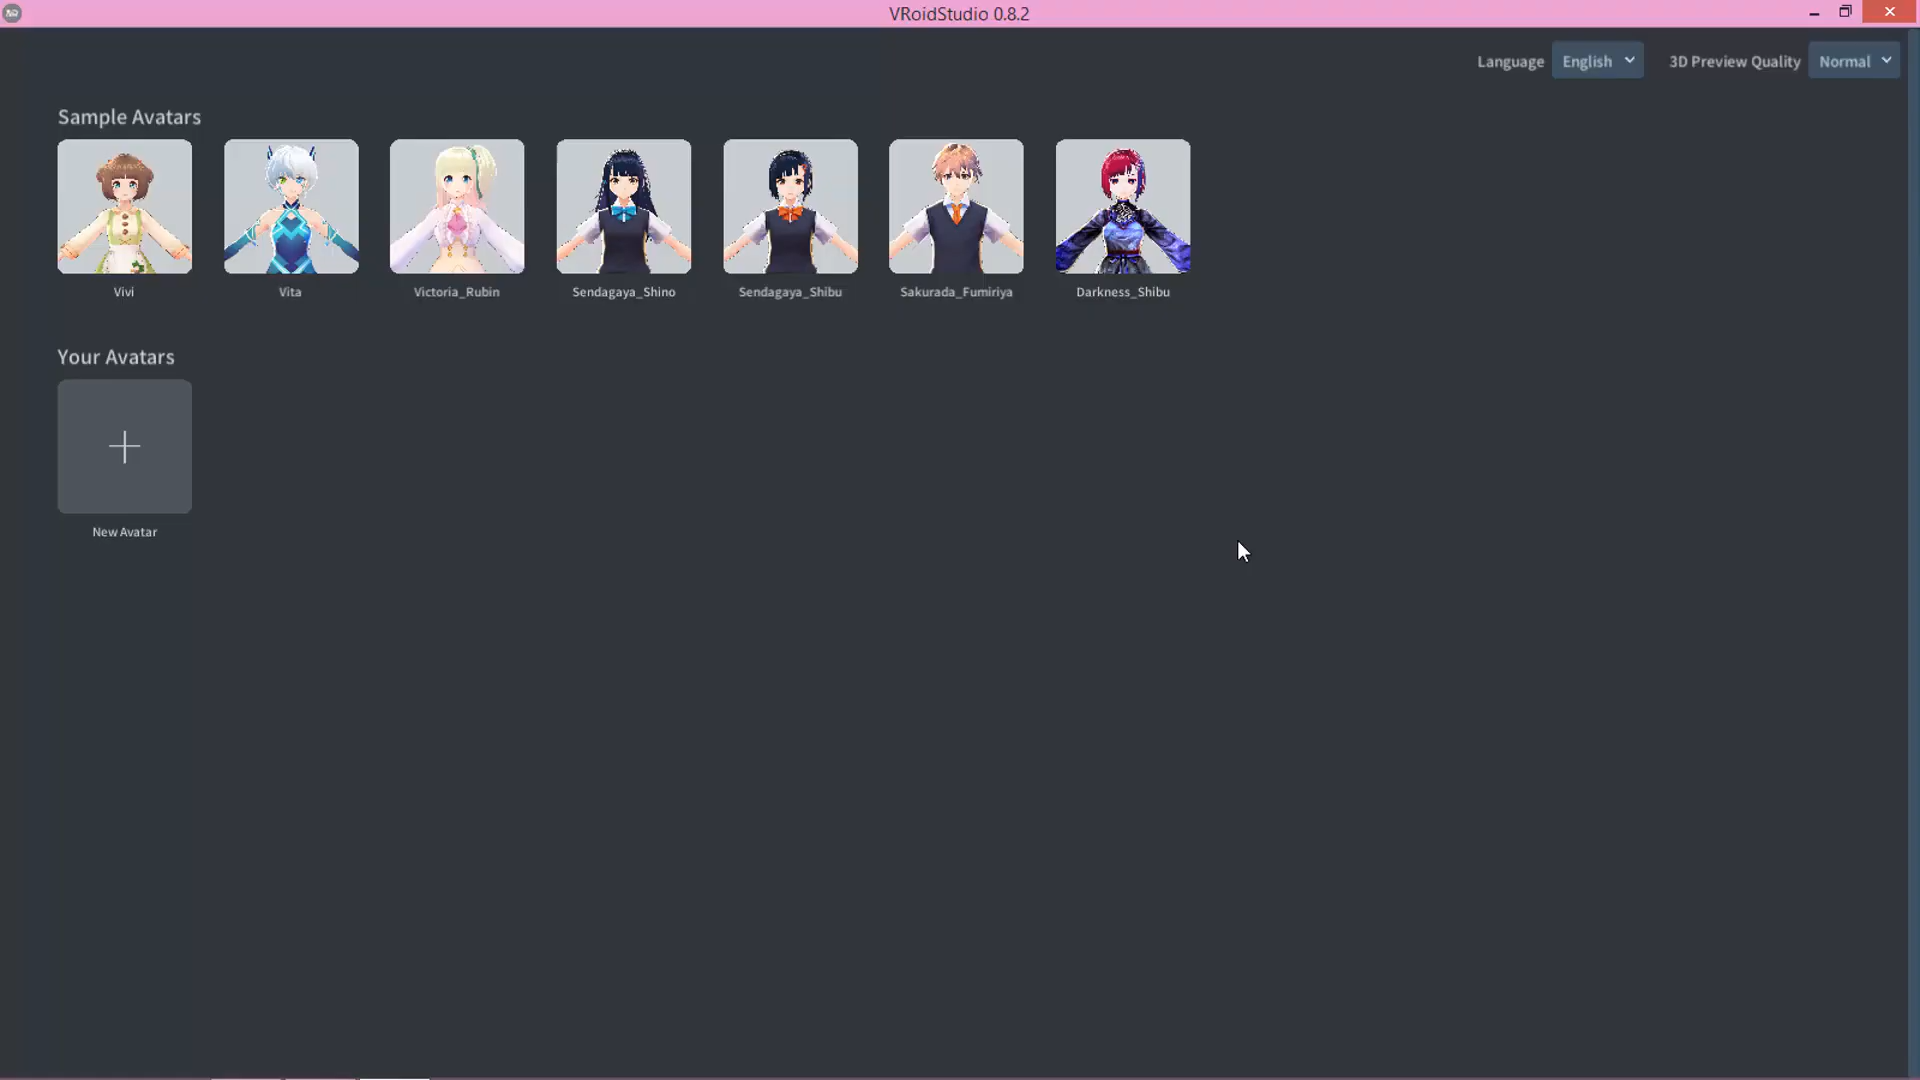 VRoidStudio 0.8.2
Language English 3D Preview Quality Normal
Sample Avatars
Vivi Vita Victoria_Rubin Sendagaya_Shino Sendagaya_Shibu Sakurada_Fumiriya Darkness_Shibu
Your Avatars
New Avatar